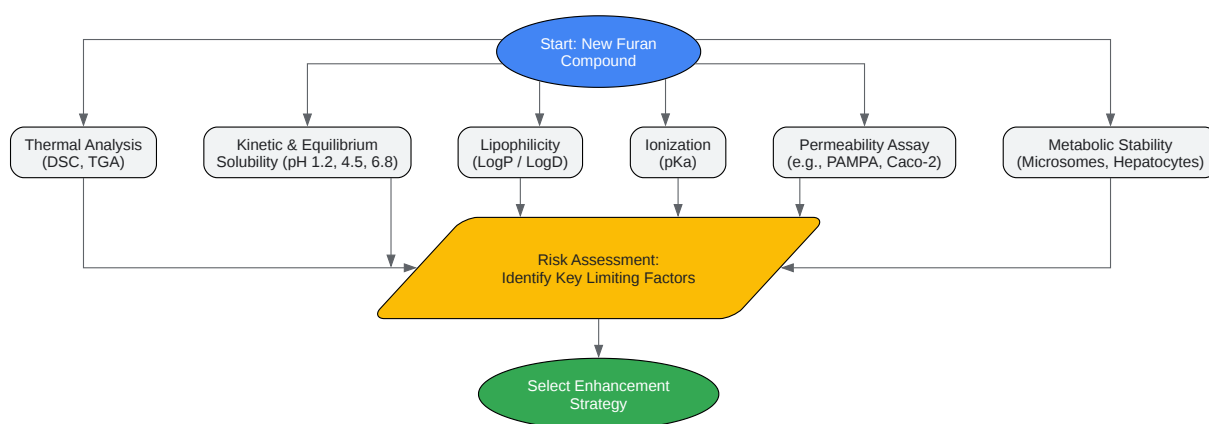 Start: New Furan
Compound
Thermal Analysis
(DSC, TGA)
Kinetic & Equilibrium
Solubility (pH 1.2, 4.5, 6.8)
Lipophilicity
(LogP / LogD)
Ionization
(pKa)
Permeability Assay
(e.g., PAMPA, Caco-2)
Metabolic Stability
(Microsomes, Hepatocytes)
Risk Assessment:
Identify Key Limiting Factors
Select Enhancement
Strategy